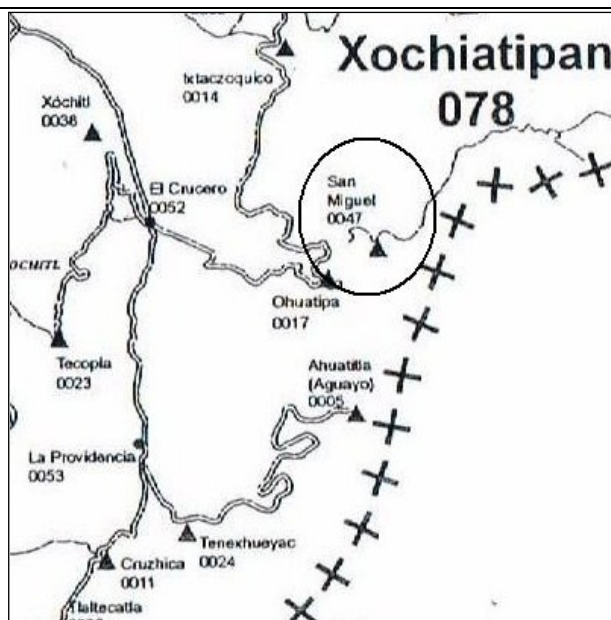 Xochiatipan
078
Ixtaczoquico
0014
Xóchitl
0038
San
Miguel
0047
El Crucero
0052
OCHITL
Ohuatipa
0017
Tecopla
0023
Ahuatitla
(Aguayo)
0005
La Providencia
0053
Tenexhueyac
0024
Cruzhica
0011
Tlaltecatla